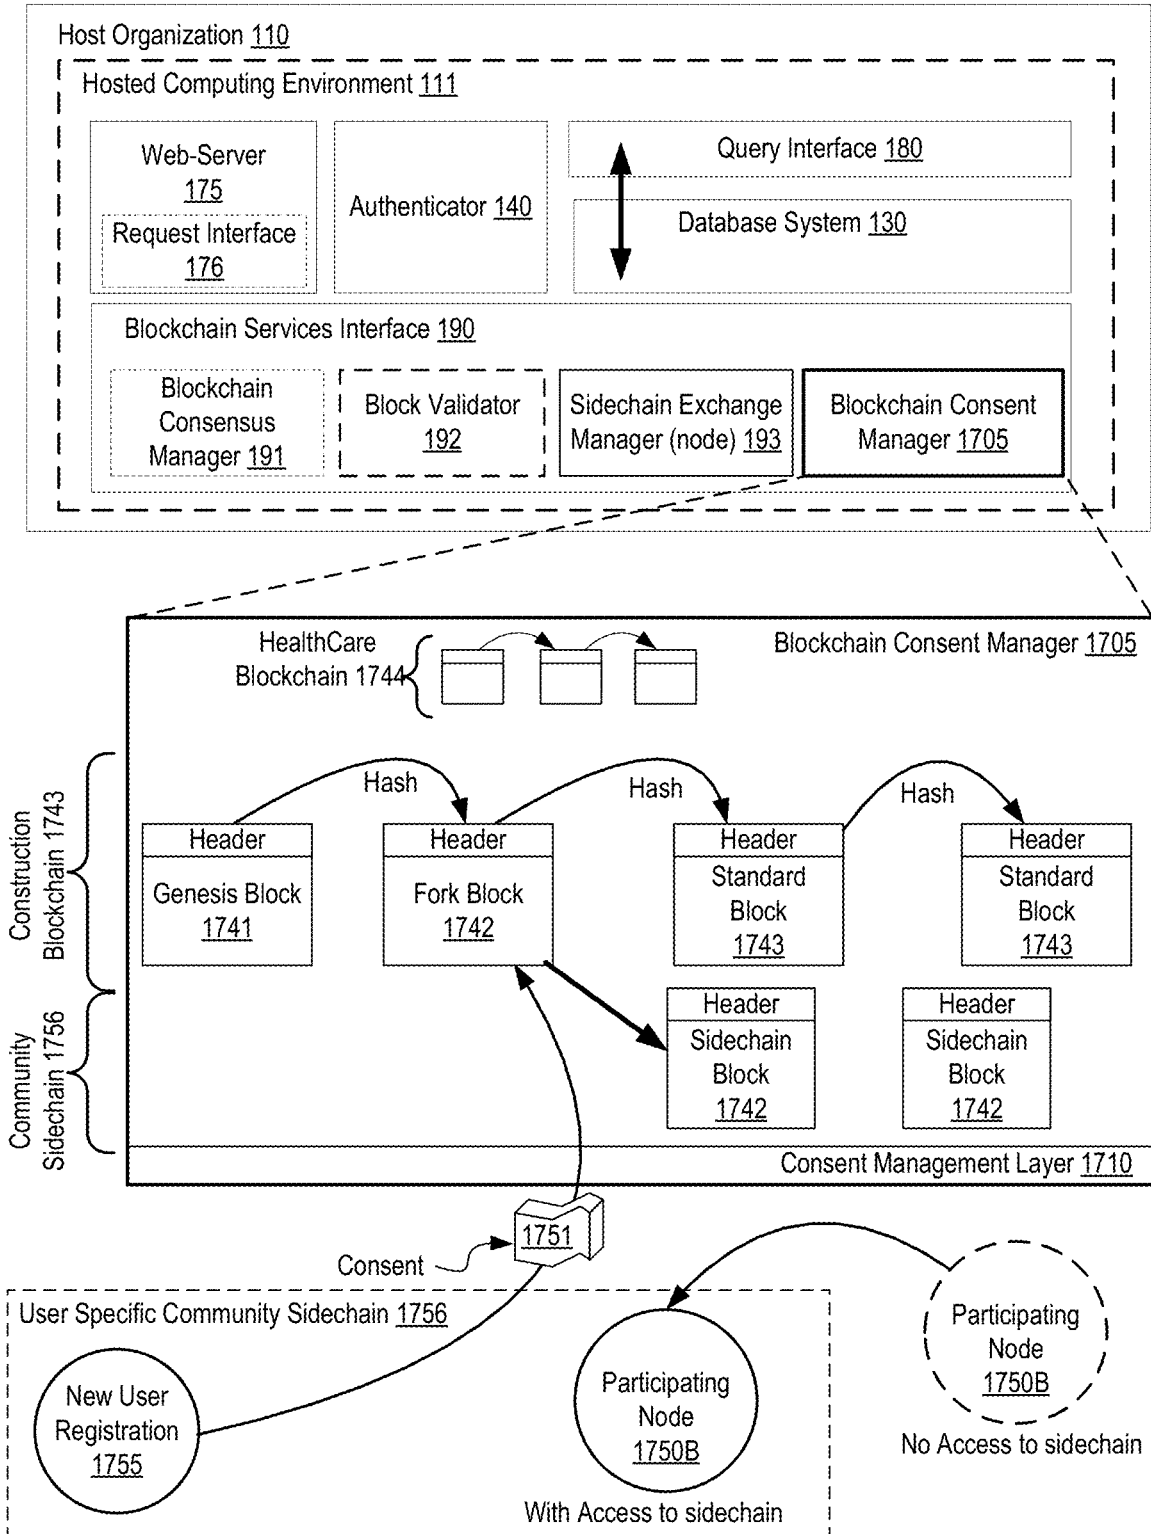 Host Organization 110
Hosted Computing Environment 111
Web-Server
175
Request Interface
176
Authenticator 140
Query Interface 180
Database System 130
Blockchain Services Interface 190
Blockchain
Consensus
Manager 191
Block Validator
192
Sidechain Exchange
Manager (node) 193
Blockchain Consent
Manager 1705
HealthCare
Blockchain 1744
Blockchain Consent Manager 1705
Construction
Blockchain 1743
Hash
Hash
Hash
Header
Genesis Block
1741
Header
Fork Block
1742
Header
Standard
Block
1743
Header
Standard
Block
1743
Community
Sidechain 1756
Header
Sidechain
Block
1742
Header
Sidechain
Block
1742
Consent Management Layer 1710
1751
Consent
User Specific Community Sidechain 1756
New User
Registration
1755
Participating
Node
1750B
With Access to sidechain
Participating
Node
1750B
No Access to sidechain